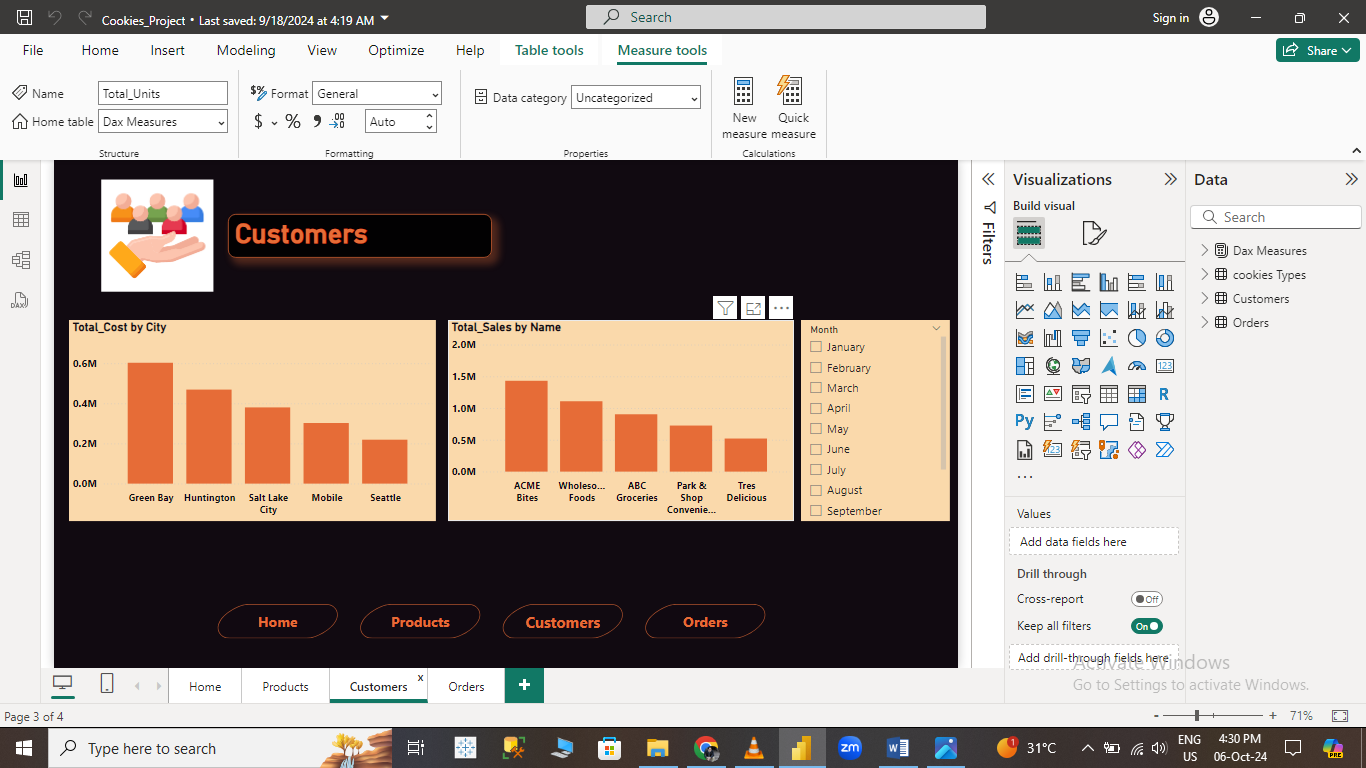 Cookies_Project • Last saved: 9/18/2024 at 4:19 AM
Search
Sign in
File Home Insert Modeling View Optimize Help Table tools Measure tools
Share
Name Total_Units
Home table Dax Measures
Structure
$% Format General
$ % Auto
Formatting
Data category Uncategorized
Properties
New measure
Quick measure
Calculations
Customers
Total_Cost by City
0.6M
0.4M
0.2M
0.0M
Green Bay Huntington Salt Lake City Mobile Seattle
Total_Sales by Name
2.0M
1.5M
1.0M
0.5M
0.0M
ACME Bites
Wholeso... Foods
ABC Groceries
Park & Shop Convenie...
Tres Delicious
Month
January
February
March
April
May
June
July
August
September
Home Products Customers Orders
Filters
Visualizations
Build visual
123
R
Py
...
Values
Add data fields here
Drill through
Cross-report Off
Keep all filters On
Add drill-through fields here
Data
Search
Dax Measures
cookies Types
Customers
Orders
Activate Windows
Go to Settings to activate Windows.
Home Products Customers x Orders +
Page 3 of 4
- + 71%
Type here to search
zm
W
1 31°C
ENG US
4:30 PM
06-Oct-24
PRE